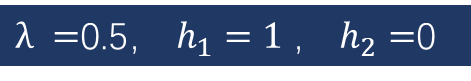 λ =0.5, h₁ = 1 , h₂ =0